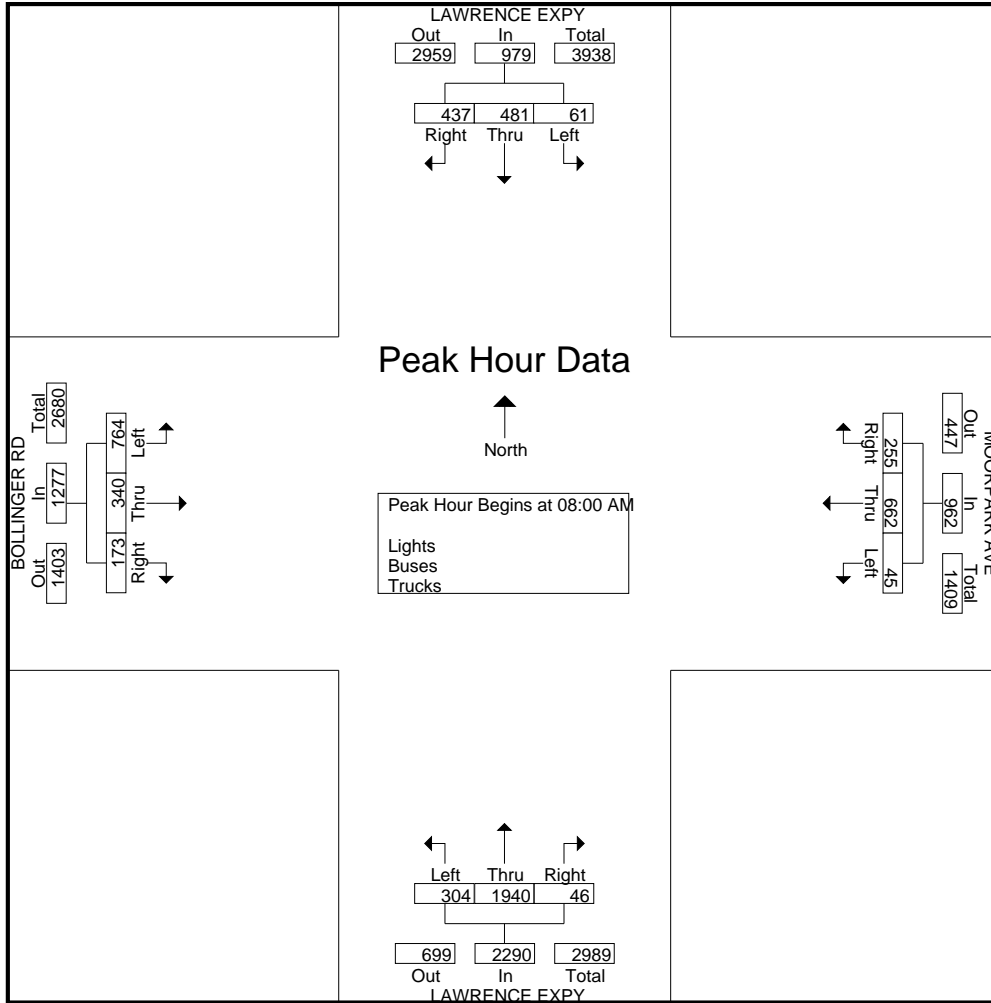 LAWRENCE EXPY
Out In Total
2959 979 3938
437 481 61
Right Thru Left
Peak Hour Data
North
Peak Hour Begins at 08:00 AM
Lights
Buses
Trucks
BOLLINGER RD
Out In Total
1403 1277 2680
173 340 764
Right Thru Left
MOORPARK AVE
Out In Total
447 962 1409
255 662 45
Right Thru Left
Left Thru Right
304 1940 46
699 2290 2989
Out In Total
LAWRENCE EXPY